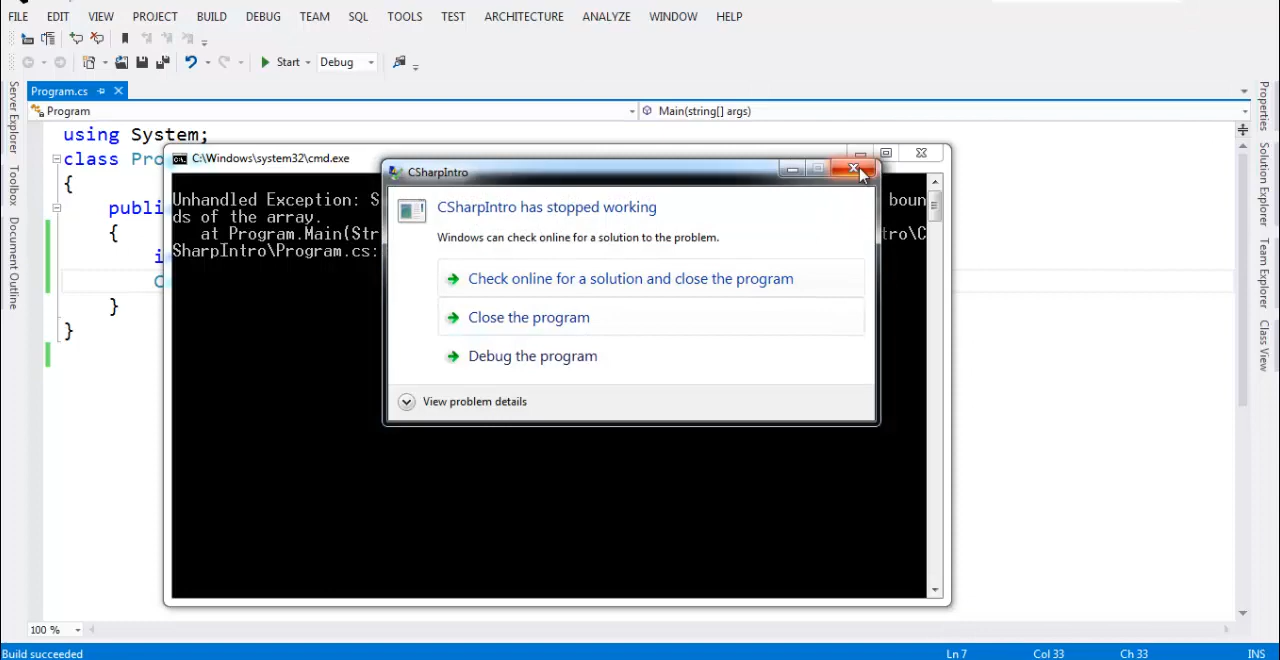 FILE EDIT VIEW PROJECT BUILD DEBUG TEAM SQL TOOLS TEST ARCHITECTURE ANALYZE WINDOW HELP
Start Debug
Program.cs
Program Main(string[] args)
using System;
class Pro
{
publi
{
i
C
}
}
C:\Windows\system32\cmd.exe
Unhandled Exception: S boun
ds of the array.
at Program.Main(Str tro\C
SharpIntro\Program.cs:
CSharpIntro
CSharpIntro has stopped working
Windows can check online for a solution to the problem.
Check online for a solution and close the program
Close the program
Debug the program
View problem details
Server Explorer
Toolbox
Document Outline
Properties
Solution Explorer
Team Explorer
Class View
100 %
Build succeeded Ln 7 Col 33 Ch 33 INS